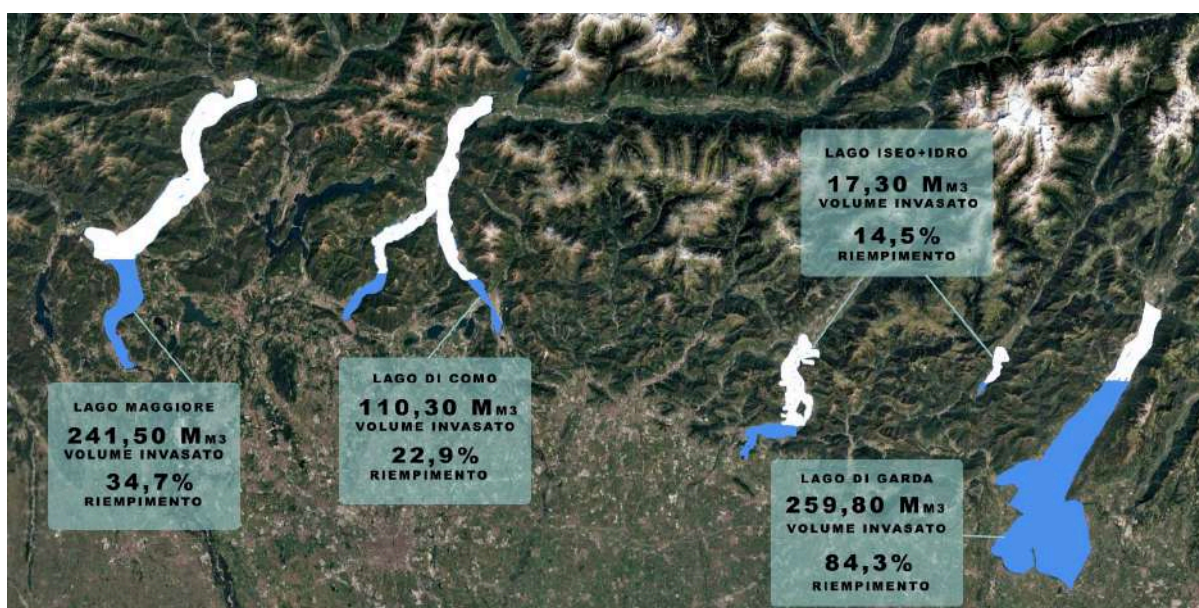 LAGO ISEO+IDRO
17,30 MM3
VOLUME INVASATO
14,5%
RIEMPIMENTO
LAGO MAGGIORE
241,50 MM3
VOLUME INVASATO
34,7%
RIEMPIMENTO
LAGO DI COMO
110,30 MM3
VOLUME INVASATO
22,9%
RIEMPIMENTO
LAGO DI GARDA
259,80 MM3
VOLUME INVASATO
84,3%
RIEMPIMENTO